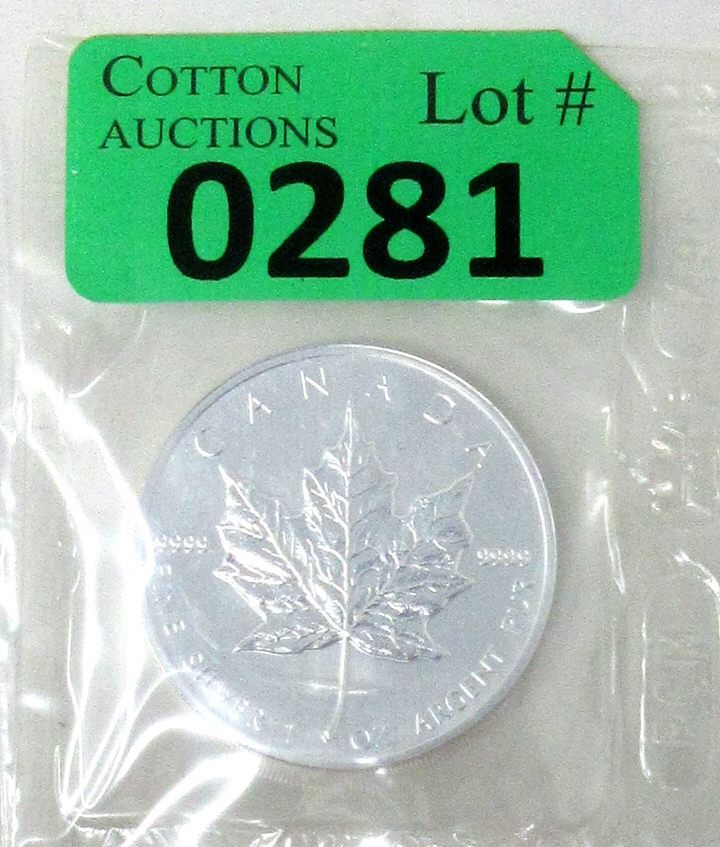 COTTON
AUCTIONS
Lot #
0281
CANADA
9999
9999
FINE SILVER 1 OZ ARGENT PUR